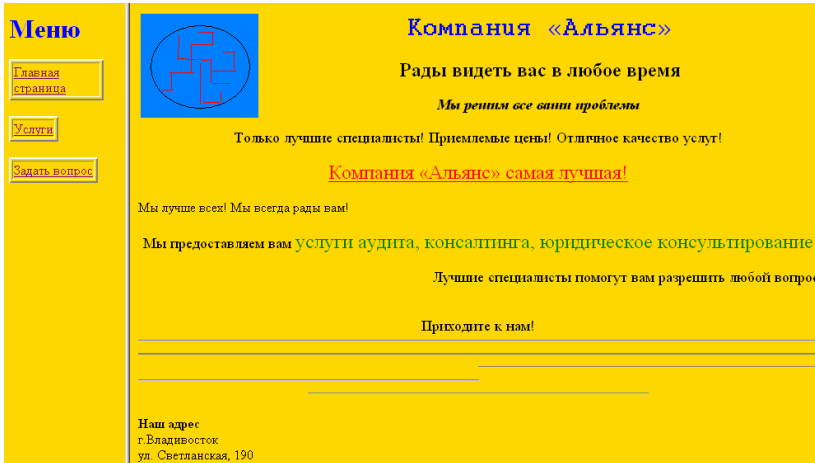 Меню
Главная
страница
Услуги
Задать вопрос
Компания «Альянс»
Рады видеть вас в любое время
Мы решим все ваши проблемы
Только лучшие специалисты! Приемлемые цены! Отличное качество услуг!
Компания «Альянс» самая лучшая!
Мы лучше всех! Мы всегда рады вам!
Мы предоставляем вам услуги аудита, консалтинга, юридическое консультирование
Лучшие специалисты помогут вам разрешить любой вопрос
Приходите к нам!
Наш адрес
г.Владивосток
ул. Светланская, 190